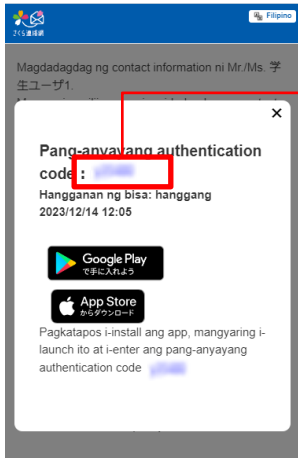 さくら連絡網
Filipino
Magdadagdag ng contact information ni Mr./Ms. 学
生ユーザ1.
×
Pang-anyayang authentication
code :
Hangganan ng bisa: hanggang
2023/12/14 12:05
Google Play
で手に入れよう
App Store
からダウンロード
Pagkatapos i-install ang app, mangyaring i-
launch ito at i-enter ang pang-anyayang
authentication code